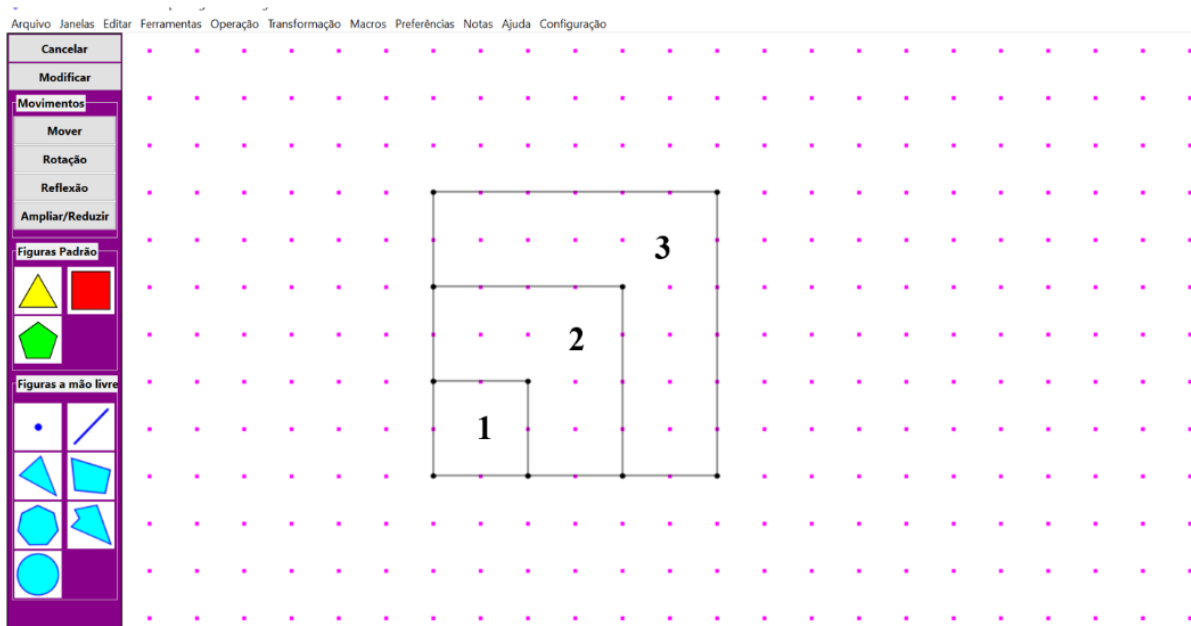 Arquivo Janelas Editar Ferramentas Operação Transformação Macros Preferências Notas Ajuda Configuração
Cancelar
Modificar
Movimentos
Mover
Rotação
Reflexão
Ampliar/Reduzir
Figuras Padrão
Figuras a mão livre
3
2
1